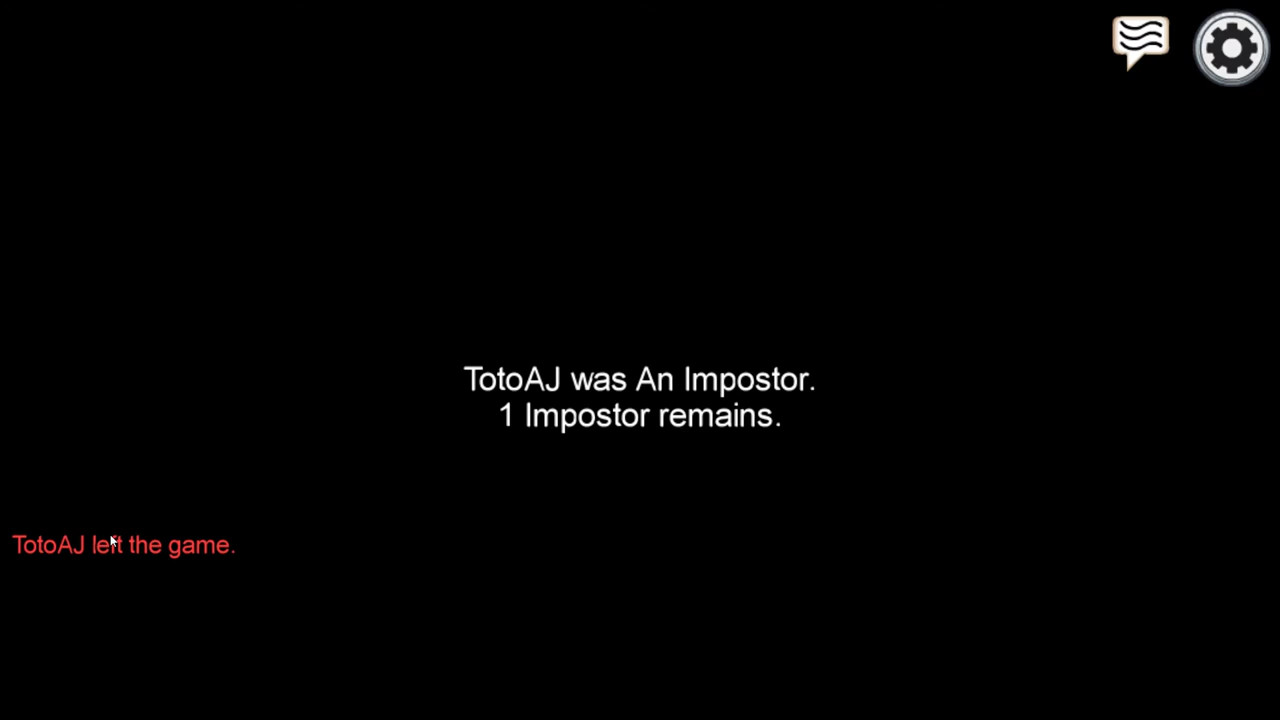 TotoAJ was An Impostor.
1 Impostor remains.
TotoAJ left the game.